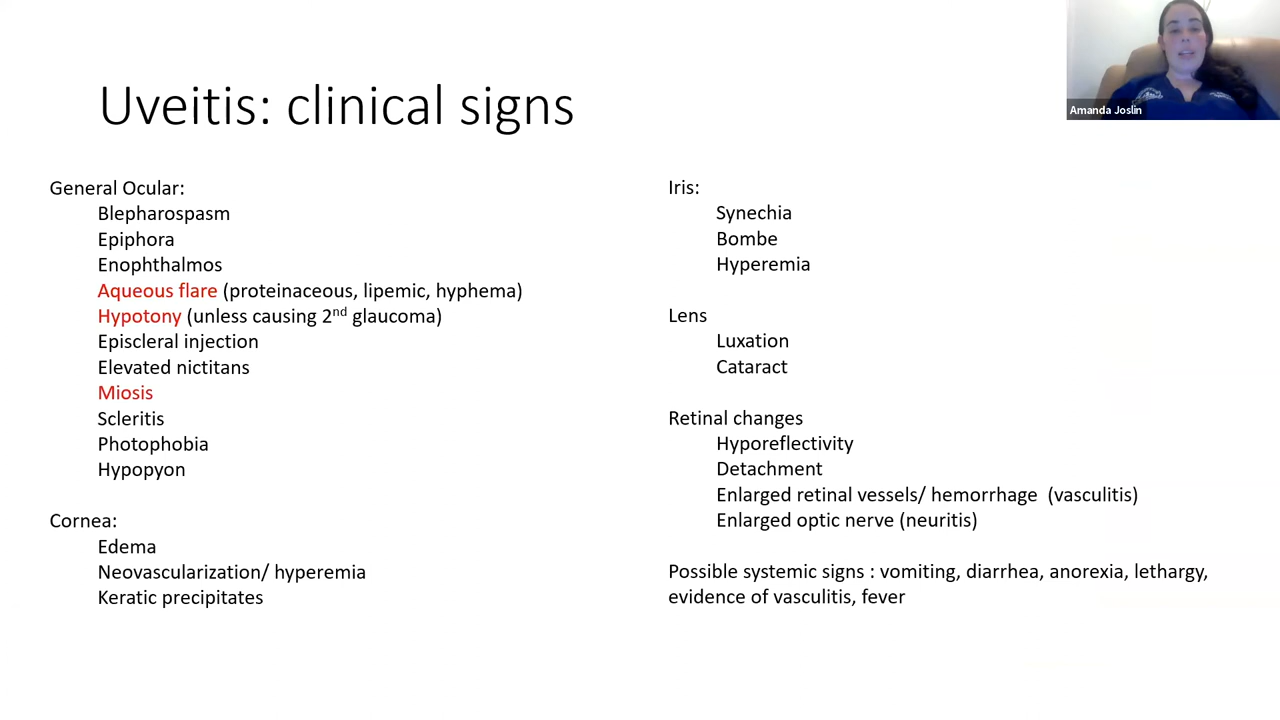 Amanda Joslin
Uveitis: clinical signs
General Ocular:
Blepharospasm
Epiphora
Enophthalmos
Aqueous flare (proteinaceous, lipemic, hyphema)
Hypotony (unless causing 2nd glaucoma)
Episcleral injection
Elevated nictitans
Miosis
Scleritis
Photophobia
Hypopyon
Cornea:
Edema
Neovascularization/ hyperemia
Keratic precipitates
Iris:
Synechia
Bombe
Hyperemia
Lens
Luxation
Cataract
Retinal changes
Hyporeflectivity
Detachment
Enlarged retinal vessels/ hemorrhage  (vasculitis)
Enlarged optic nerve (neuritis)
Possible systemic signs : vomiting, diarrhea, anorexia, lethargy,
evidence of vasculitis, fever